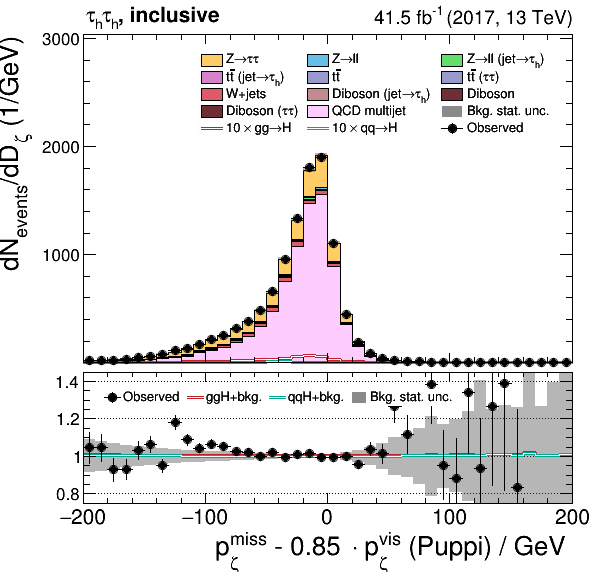 τhτh, inclusive 41.5 fb⁻¹ (2017, 13 TeV)
3000
2000
1000
dNevents/dDζ (1/GeV)
Z→ττ Z→ll Z→ll (jet→τh)
tt̄ (jet→τh) tt̄ tt̄ (ττ)
W+jets Diboson (jet→τh) Diboson
Diboson (ττ) QCD multijet Bkg. stat. unc.
10 × gg→H 10 × qq→H Observed
1.4
1.2
1
0.8
Observed ggH+bkg. qqH+bkg. Bkg. stat. unc.
−200 −100 0 100 200
pζmiss - 0.85 · pζvis (Puppi) / GeV